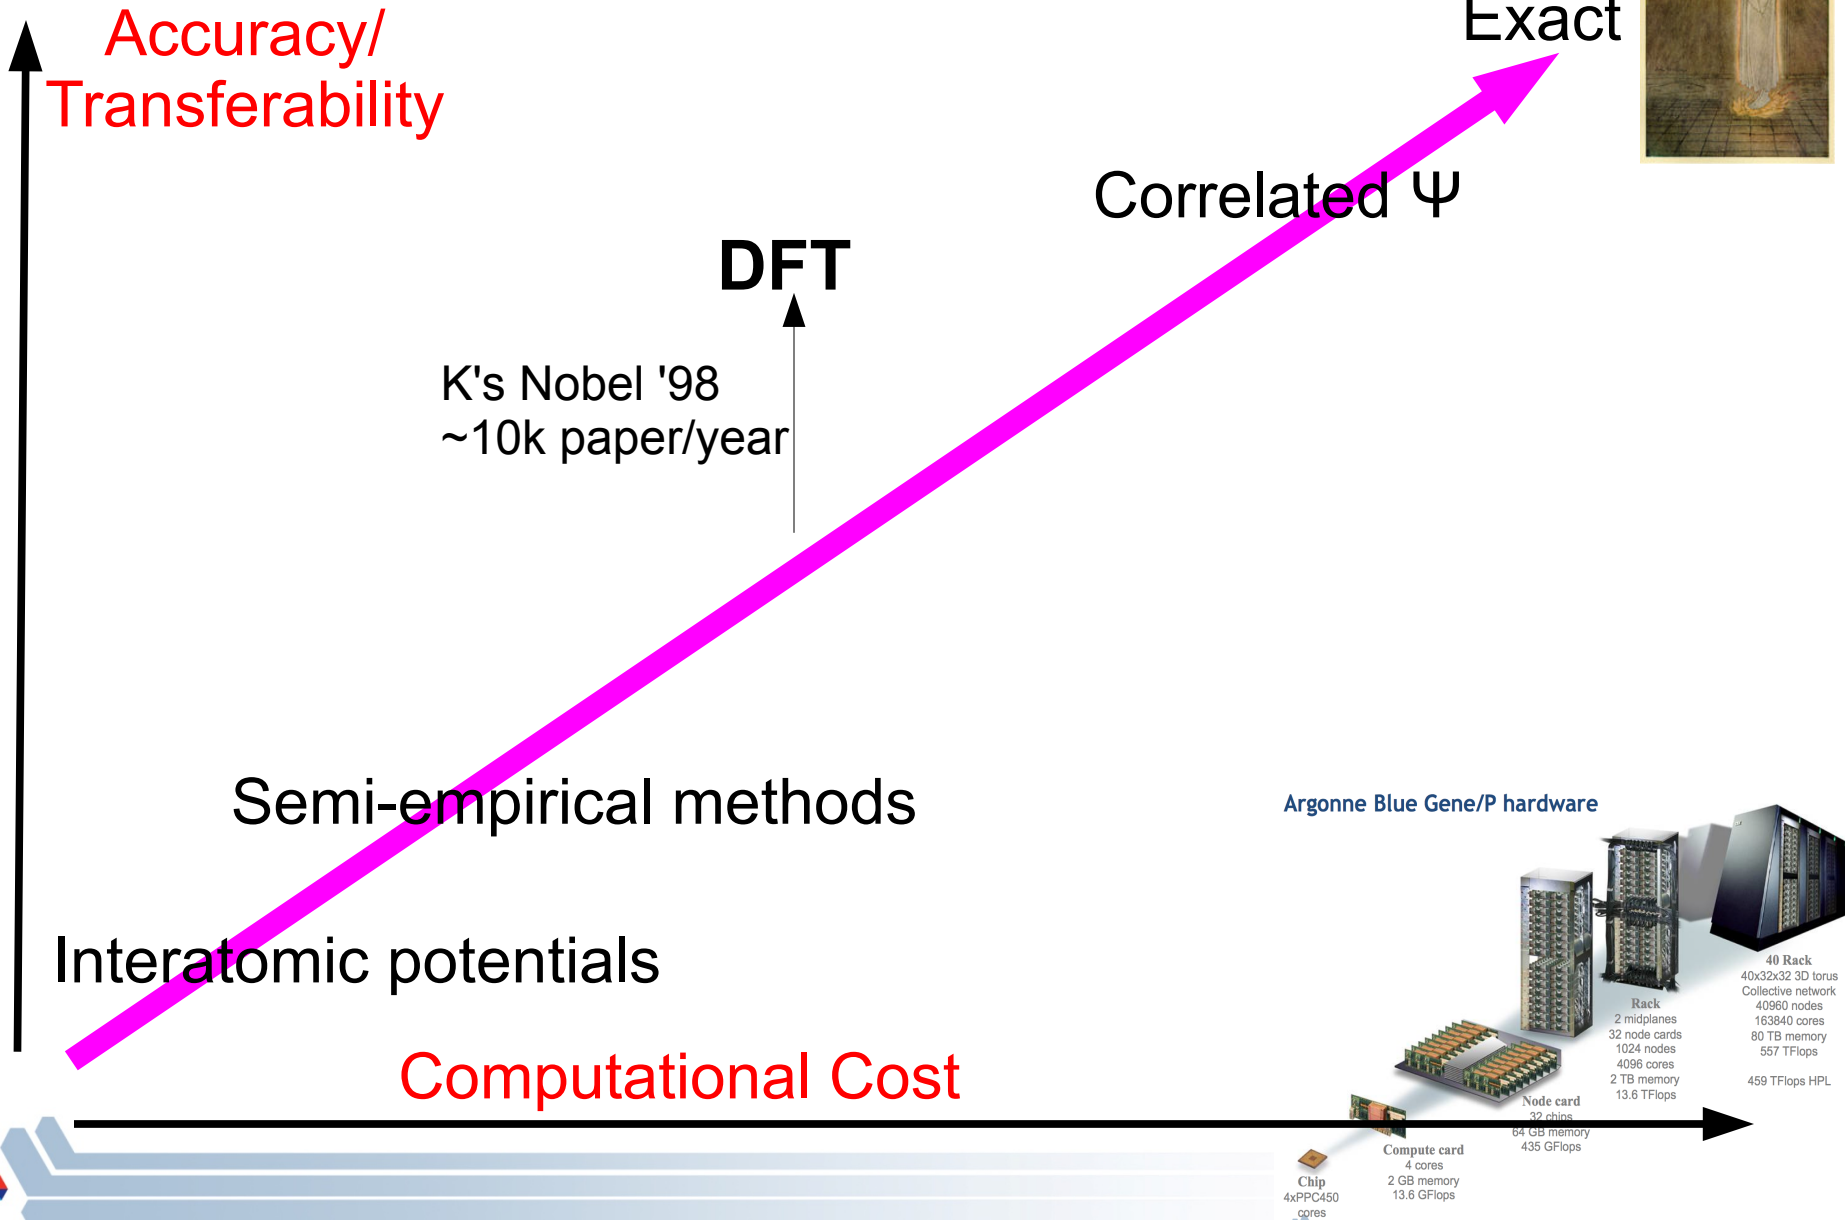 Accuracy/
Transferability
Exact
Correlated Ψ
DFT
K's Nobel '98
~10k paper/year
Semi-empirical methods
Interatomic potentials
Computational Cost
Argonne Blue Gene/P hardware
40 Rack
40x32x32 3D torus
Collective network
40960 nodes
163840 cores
80 TB memory
557 TFlops
459 TFlops HPL
Rack
2 midplanes
32 node cards
1024 nodes
4096 cores
2 TB memory
13.6 TFlops
Node card
32 chips
64 GB memory
435 GFlops
Compute card
4 cores
2 GB memory
13.6 GFlops
Chip
4xPPC450
cores